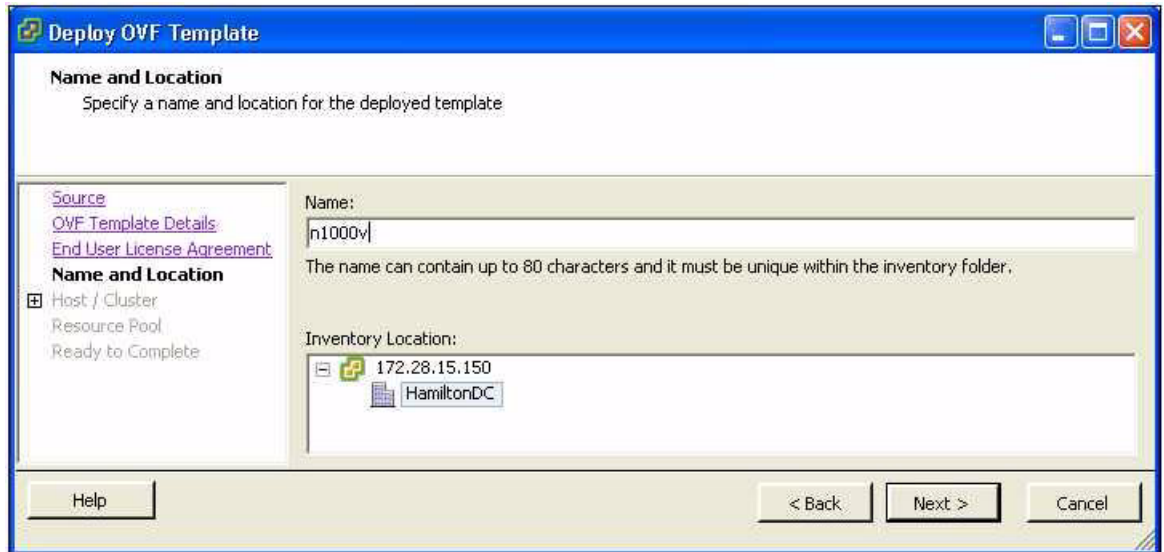 Deploy OVF Template
Name and Location
Specify a name and location for the deployed template
Source
OVF Template Details
End User License Agreement
Name and Location
Host / Cluster
Resource Pool
Ready to Complete
Name:
n1000v
The name can contain up to 80 characters and it must be unique within the inventory folder.
Inventory Location:
172.28.15.150
HamiltonDC
Help
< Back
Next >
Cancel